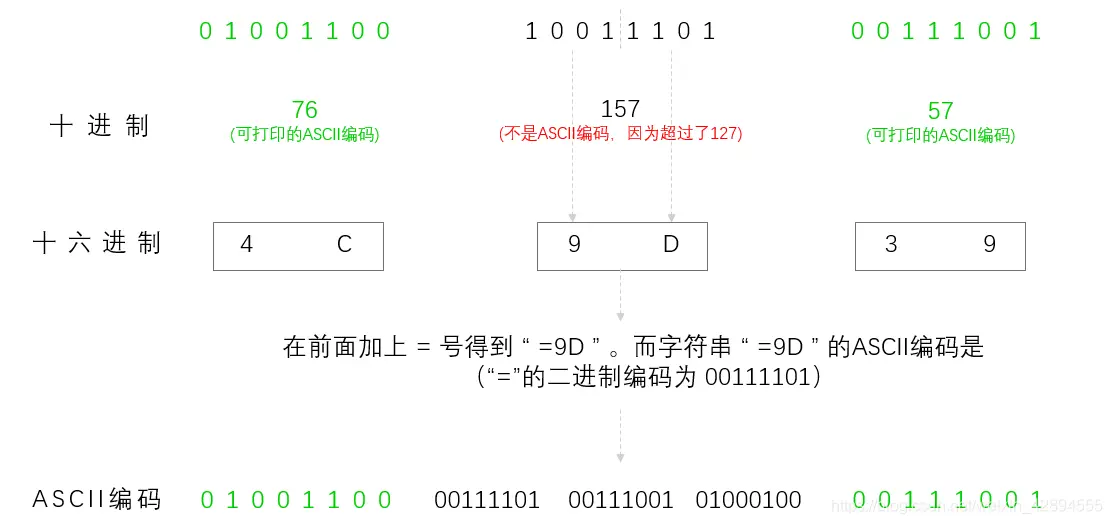 0 1 0 0 1 1 0 0 1 0 0 1 1 1 0 1 0 0 1 1 1 0 0 1
十进制 76 157 57
(可打印的ASCII编码) (不是ASCII编码，因为超过了127) (可打印的ASCII编码)
十六进制 4 C 9 D 3 9
在前面加上 = 号得到 “ =9D ” 。而字符串 “ =9D ” 的ASCII编码是
（“=”的二进制编码为 00111101）
ASCII编码 0 1 0 0 1 1 0 0 00111101 00111001 01000100 0 0 1 1 1 0 0 1